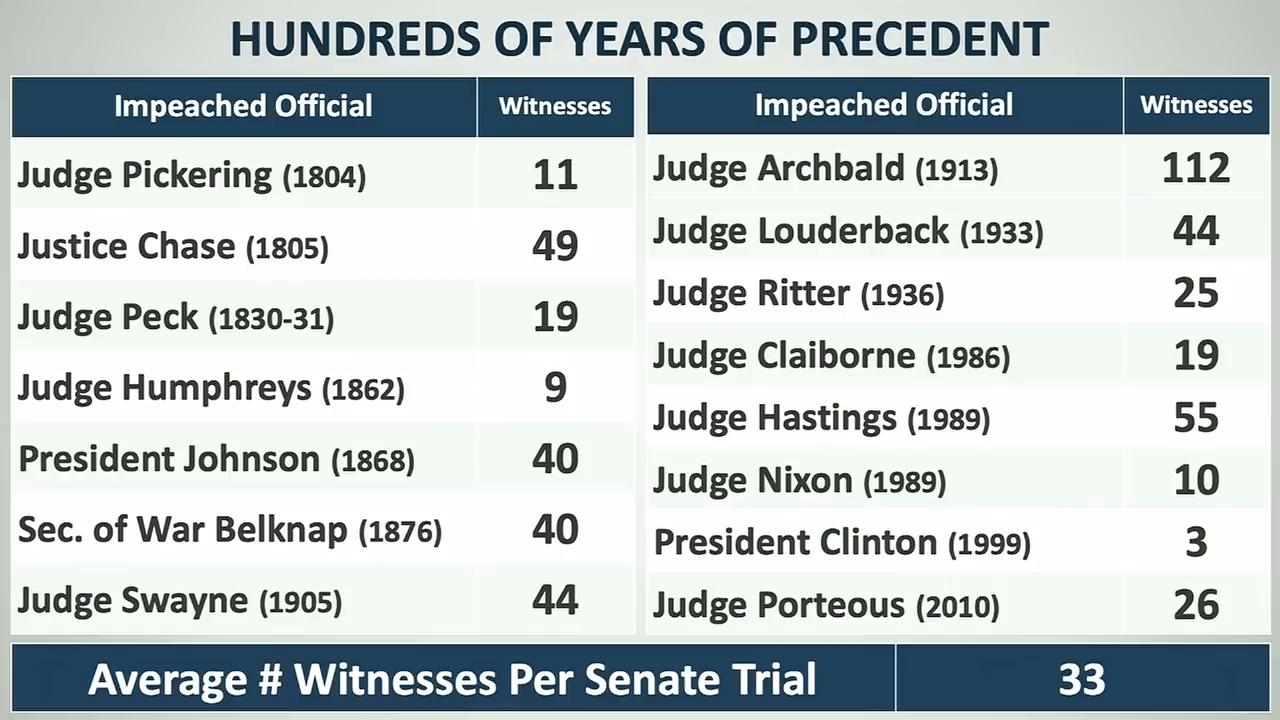 HUNDREDS OF YEARS OF PRECEDENT
Impeached Official Witnesses
Judge Pickering (1804) 11
Justice Chase (1805) 49
Judge Peck (1830-31) 19
Judge Humphreys (1862) 9
President Johnson (1868) 40
Sec. of War Belknap (1876) 40
Judge Swayne (1905) 44
Impeached Official Witnesses
Judge Archbald (1913) 112
Judge Louderback (1933) 44
Judge Ritter (1936) 25
Judge Claiborne (1986) 19
Judge Hastings (1989) 55
Judge Nixon (1989) 10
President Clinton (1999) 3
Judge Porteous (2010) 26
Average # Witnesses Per Senate Trial 33